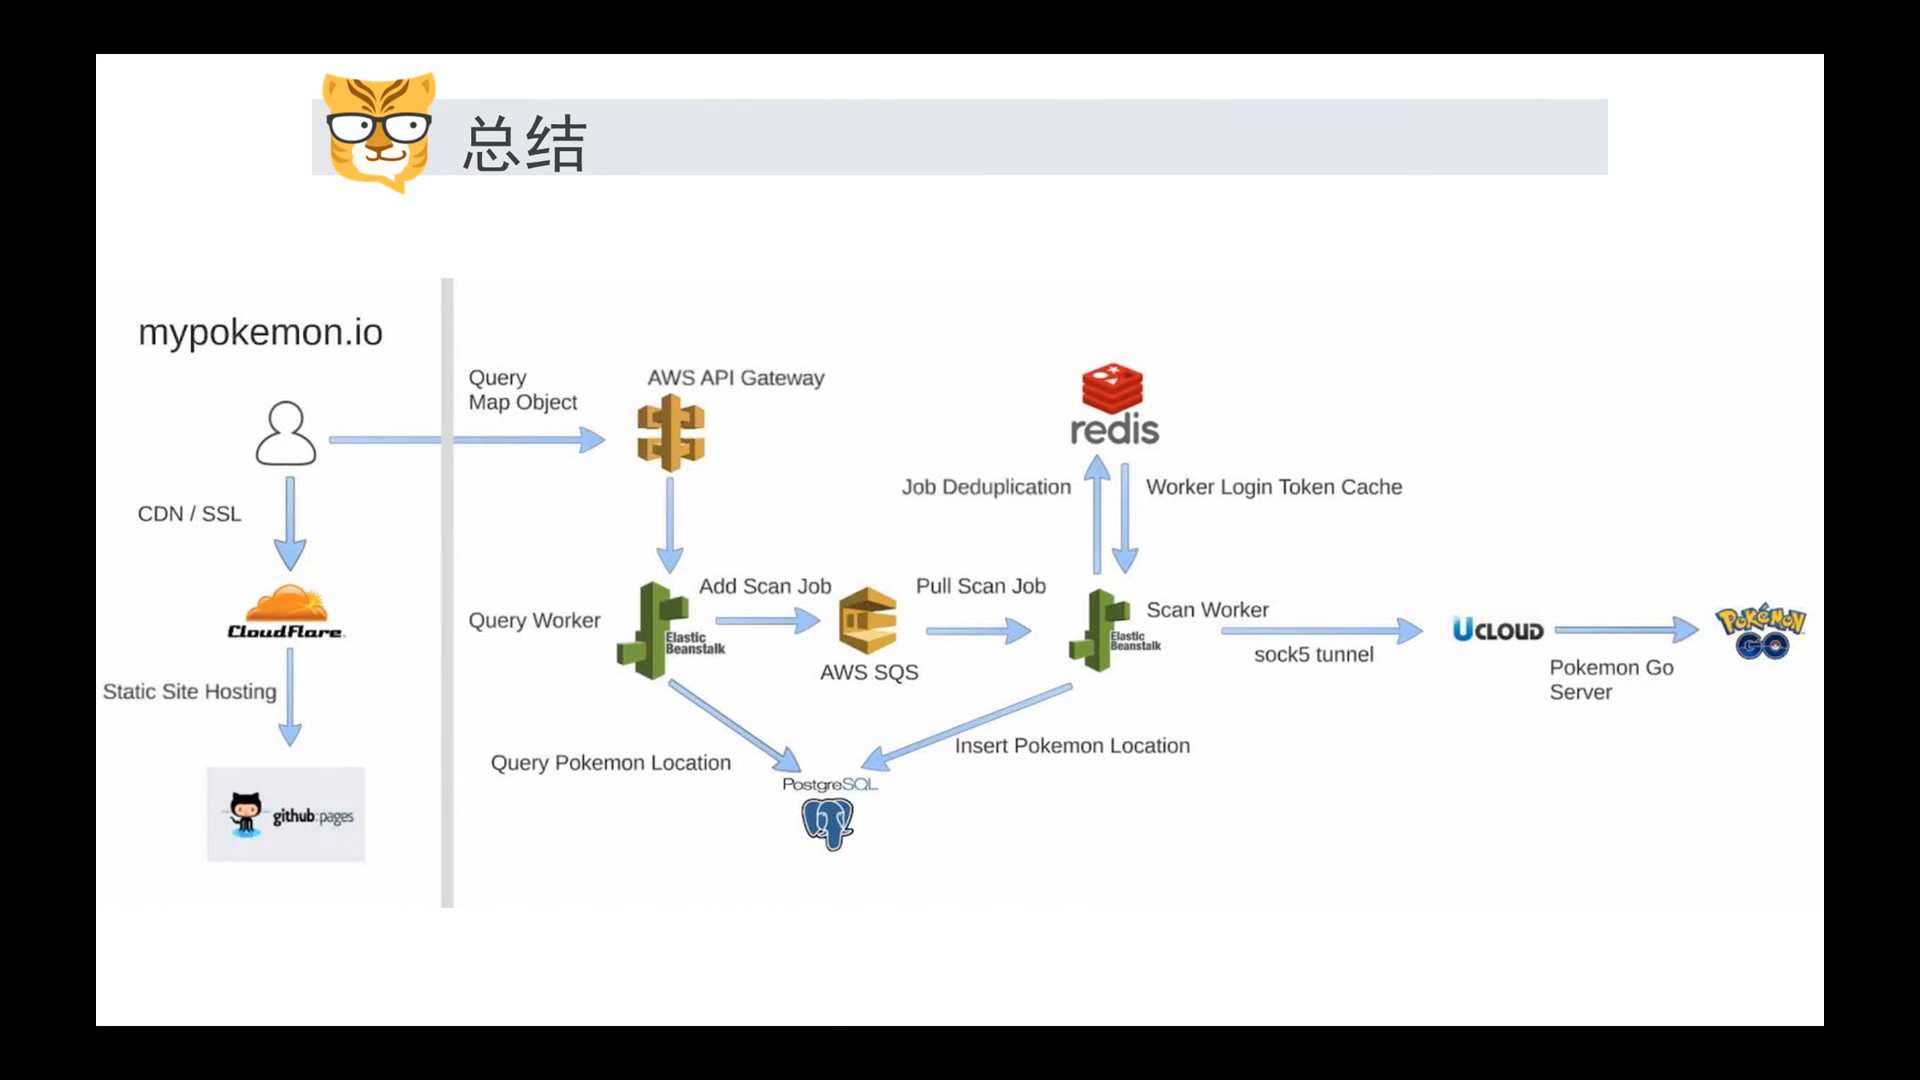 总结
mypokemon.io
Query
Map Object
AWS API Gateway
redis
CDN / SSL
Job Deduplication
Worker Login Token Cache
CLOUDFLARE.
Query Worker
Add Scan Job
Pull Scan Job
Scan Worker
Elastic
Beanstalk
AWS SQS
Elastic
Beanstalk
sock5 tunnel
UCLOUD
POKéMON
GO
Pokemon Go
Server
Static Site Hosting
Query Pokemon Location
Insert Pokemon Location
PostgreSQL
github:pages